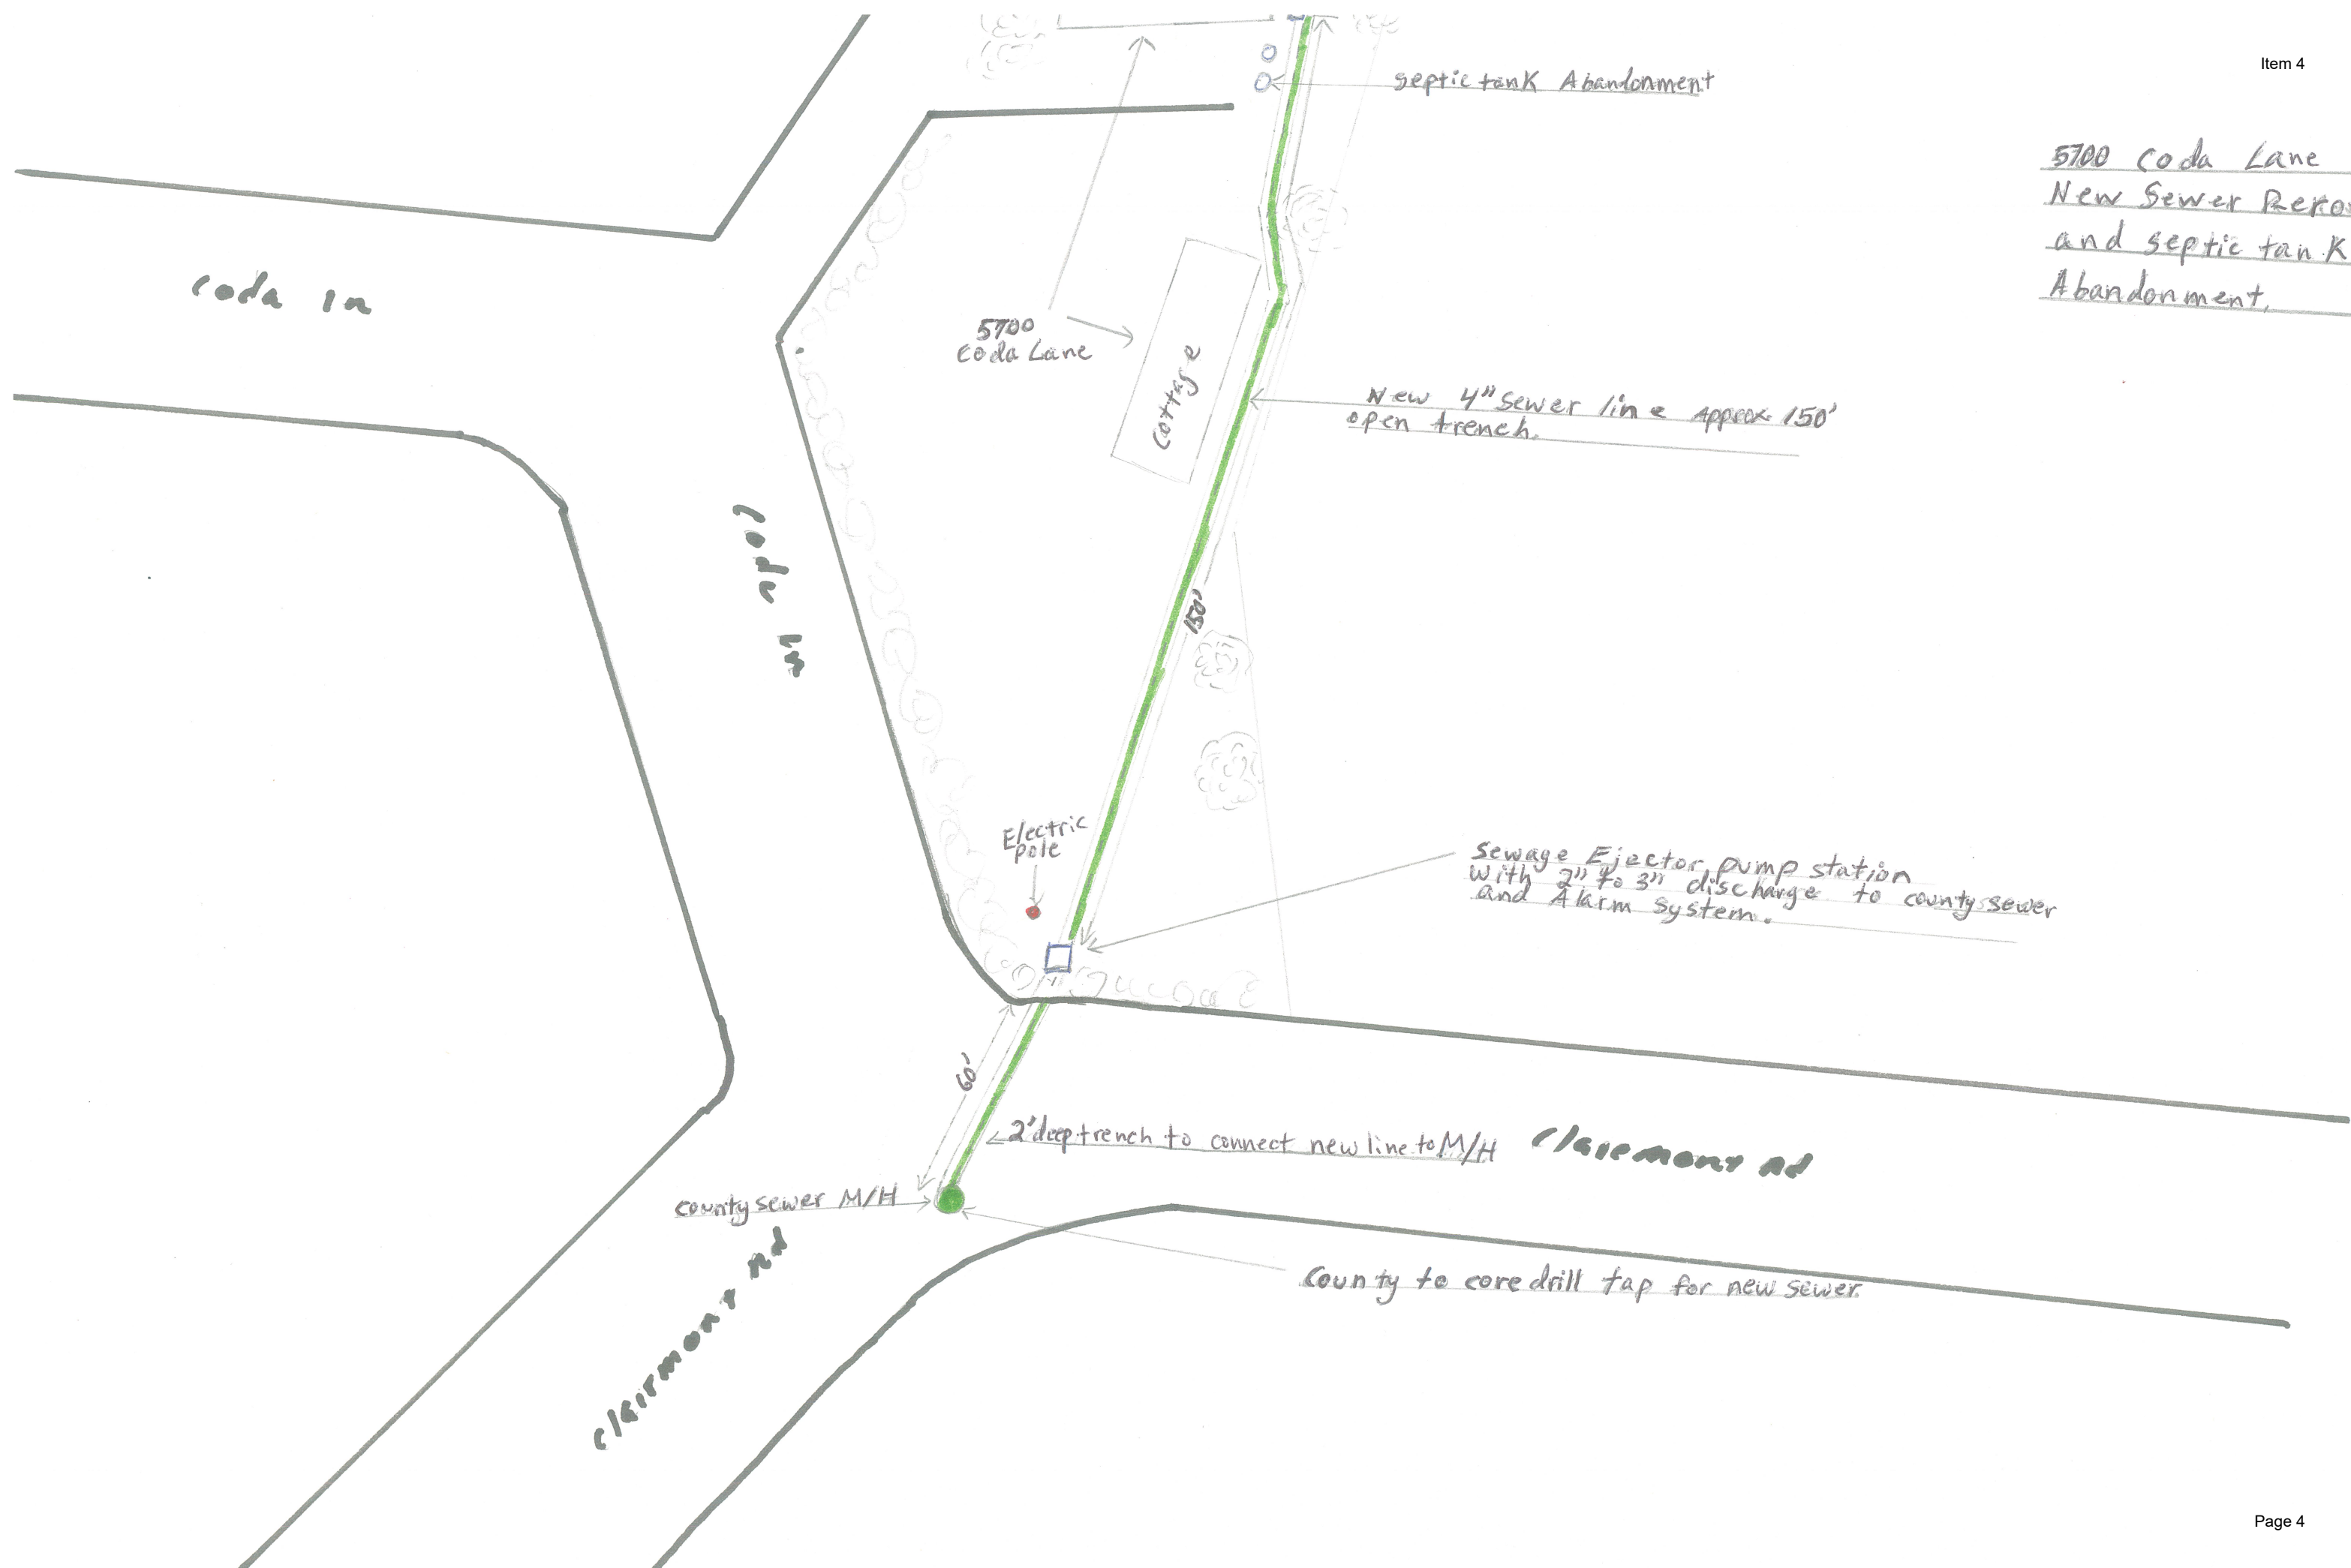 Item 4
septic tank Abandonment
5700 Coda Lane
New Sewer
and septic tank
Abandonment,
Coda ln
5700
Coda Lane
Cottage
New 4" sewer line Approx. 150'
open trench.
Coda ln
150'
Electric
pole
Sewage Ejector pump station
with 2" to 3" discharge to county sewer
and Alarm System.
60'
2' deep trench to connect new line to M/H
Claremont Rd
County sewer M/H
Clairmont Rd
County to core drill tap for new sewer.
Page 4